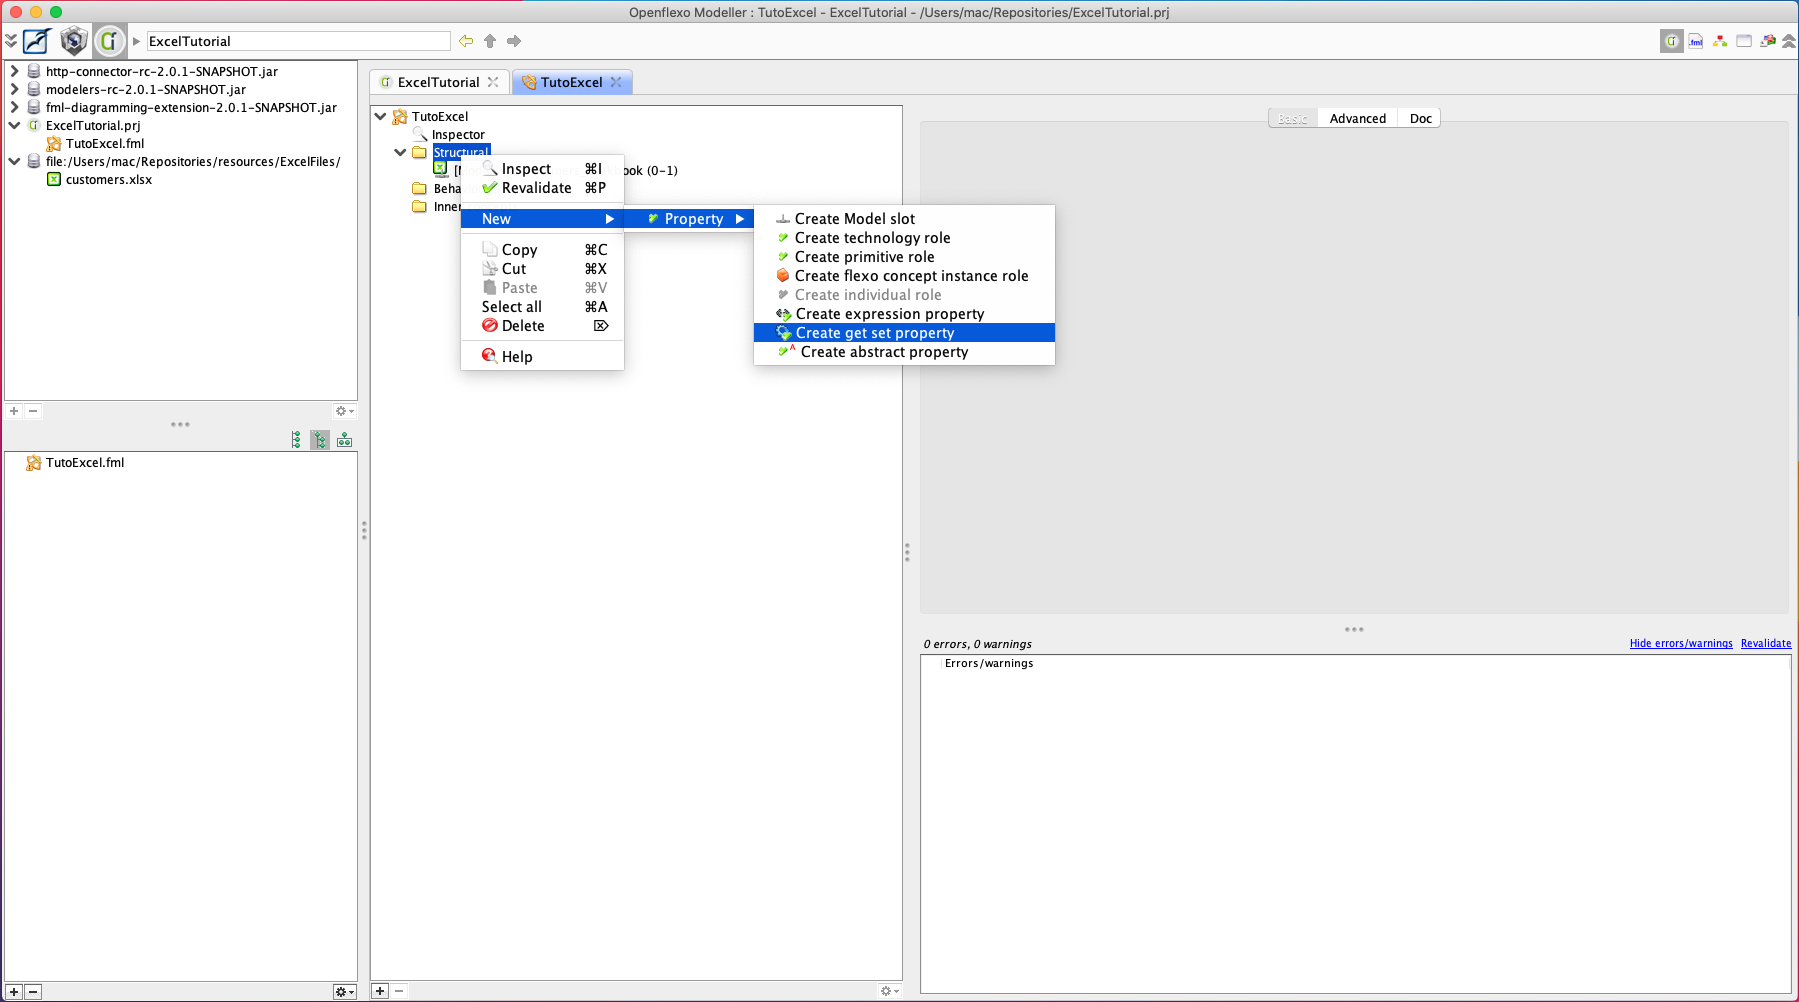 Openflexo Modeller : TutoExcel - ExcelTutorial - /Users/mac/Repositories/ExcelTutorial.prj
ExcelTutorial
.fml
http-connector-rc-2.0.1-SNAPSHOT.jar
modelers-rc-2.0.1-SNAPSHOT.jar
fml-diagramming-extension-2.0.1-SNAPSHOT.jar
ExcelTutorial.prj
TutoExcel.fml
file:/Users/mac/Repositories/resources/ExcelFiles/
customers.xlsx
TutoExcel.fml
ExcelTutorial
TutoExcel
TutoExcel
Inspector
Structural
ook (0-1)
Beha
Inner
Inspect ⌘I
Revalidate ⌘P
New
Copy ⌘C
Cut ⌘X
Paste ⌘V
Select all ⌘A
Delete ⌦
Help
Property
Create Model slot
Create technology role
Create primitive role
Create flexo concept instance role
Create individual role
Create expression property
Create get set property
Create abstract property
Basic Advanced Doc
0 errors, 0 warnings
Hide errors/warnings Revalidate
Errors/warnings